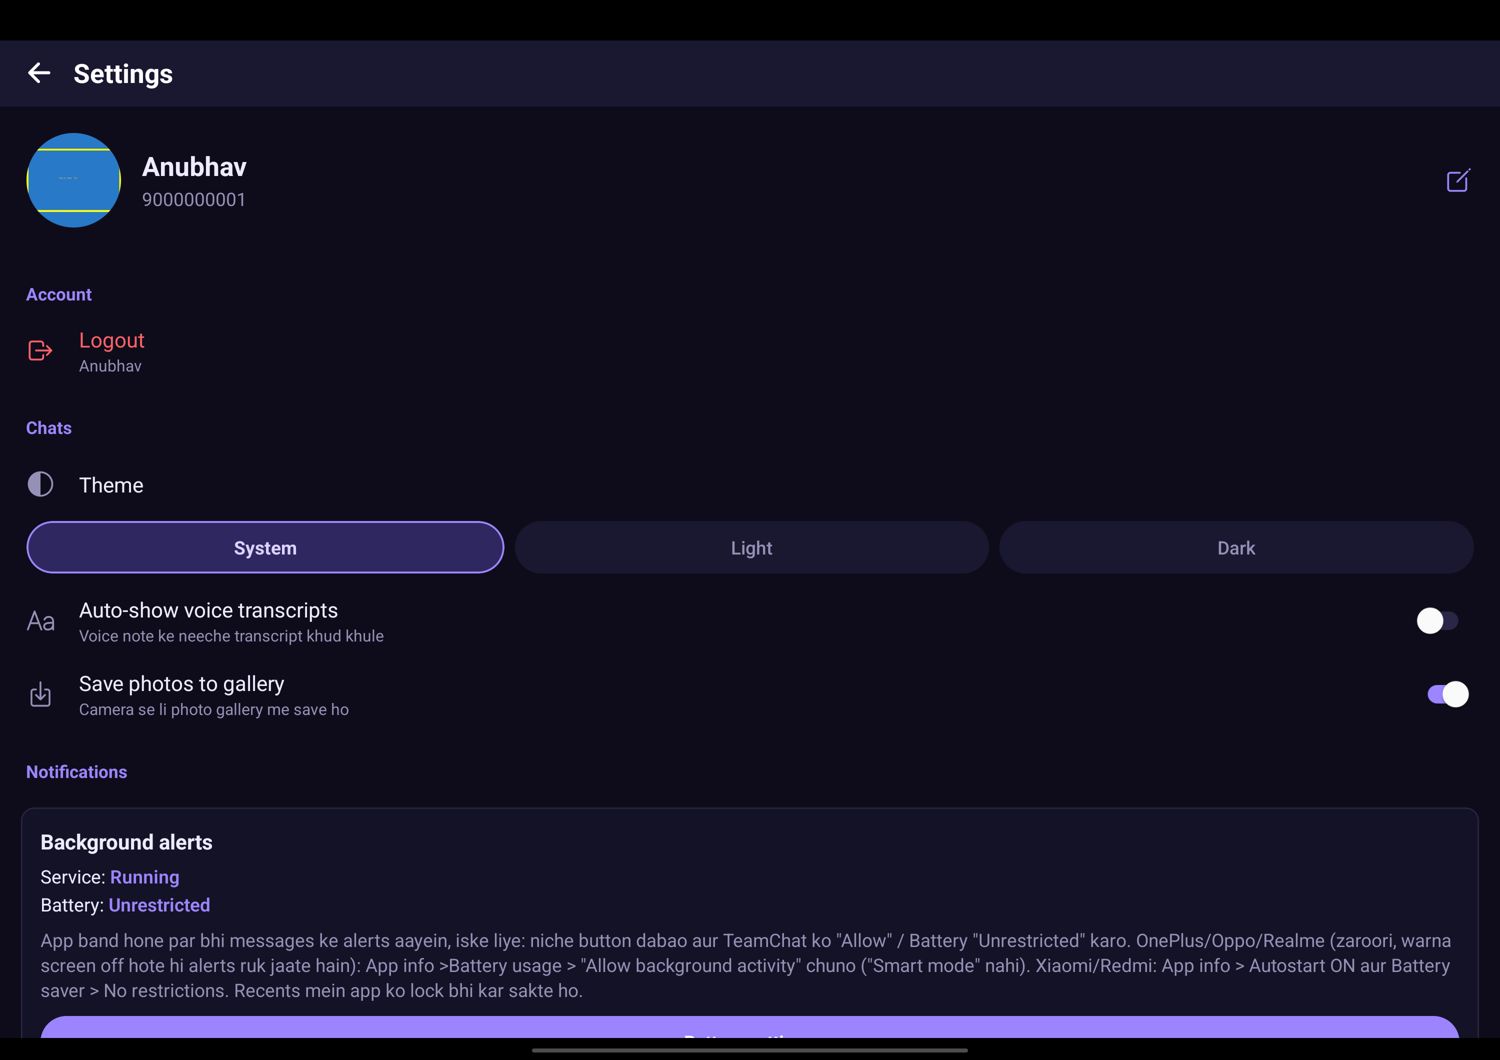 Settings
Anubhav
9000000001
Account
Logout
Anubhav
Chats
Theme
System
Light
Dark
Aa
Auto-show voice transcripts
Voice note ke neeche transcript khud khule
Save photos to gallery
Camera se li photo gallery me save ho
Notifications
Background alerts
Service: Running
Battery: Unrestricted
App band hone par bhi messages ke alerts aayein, iske liye: niche button dabao aur TeamChat ko "Allow" / Battery "Unrestricted" karo. OnePlus/Oppo/Realme (zaroori, warna
screen off hote hi alerts ruk jaate hain): App info >Battery usage > "Allow background activity" chuno ("Smart mode" nahi). Xiaomi/Redmi: App info > Autostart ON aur Battery
saver > No restrictions. Recents mein app ko lock bhi kar sakte ho.